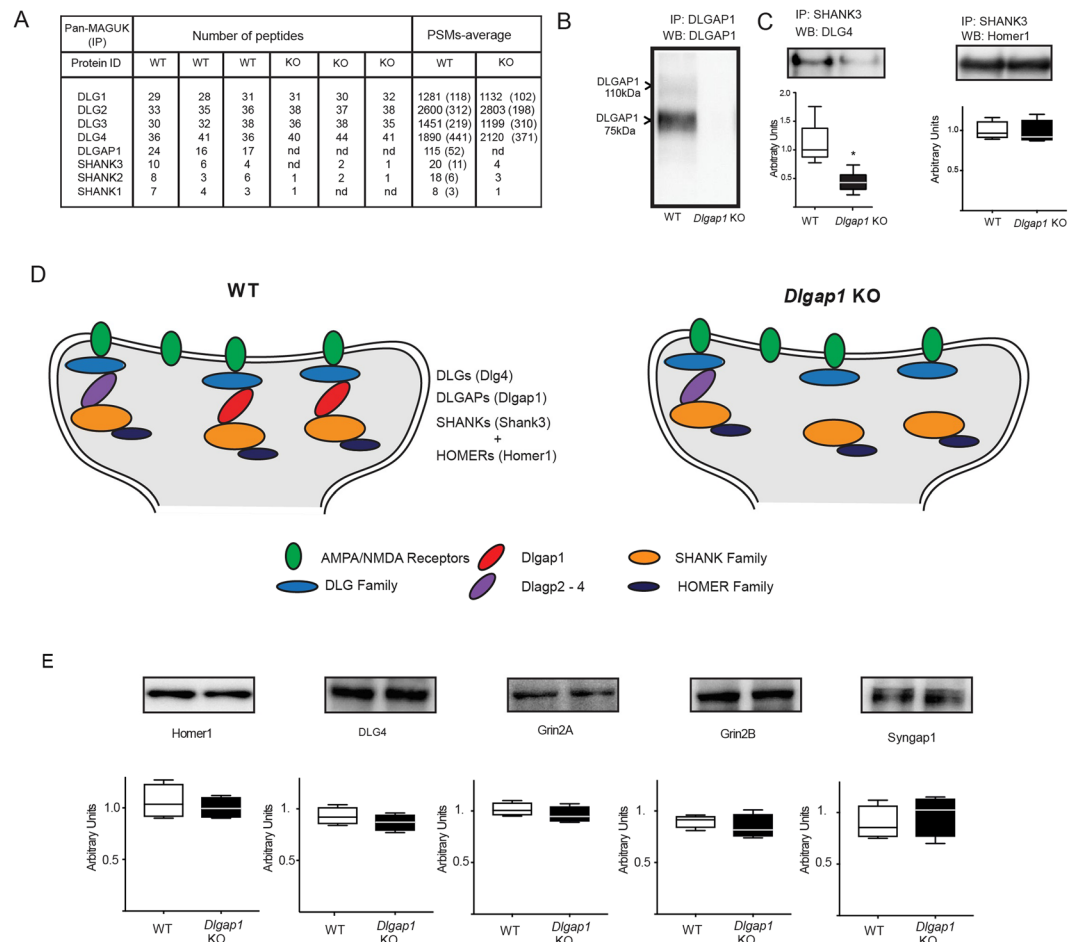 A
Pan-MAGUK (IP) Number of peptides PSMs-average
Protein ID WT WT WT KO KO KO WT KO
DLG1 29 28 31 31 30 32 1281 (118) 1132 (102)
DLG2 33 35 36 38 37 38 2600 (312) 2803 (198)
DLG3 30 32 38 36 38 35 1451 (219) 1199 (310)
DLG4 36 41 36 40 44 41 1890 (441) 2120 (371)
DLGAP1 24 16 17 nd nd nd 115 (52) nd
SHANK3 10 6 4 nd 2 1 20 (11) 4
SHANK2 8 3 6 1 2 1 18 (6) 3
SHANK1 7 4 3 1 nd nd 8 (3) 1
B
IP: DLGAP1
WB: DLGAP1
DLGAP1
110kDa
DLGAP1
75kDa
WT Dlgap1 KO
C
IP: SHANK3
WB: DLG4
Arbitraty Units
2.0
1.5
1.0
0.5
*
WT
Dlgap1 KO
IP: SHANK3
WB: Homer1
Arbitrary Units
1.0
0.5
WT
Dlgap1 KO
D
WT
Dlgap1 KO
DLGs (Dlg4)
DLGAPs (Dlgap1)
SHANKs (Shank3)
+
HOMERs (Homer1)
AMPA/NMDA Receptors
Dlgap1
SHANK Family
DLG Family
Dlagp2 - 4
HOMER Family
E
Homer1
DLG4
Grin2A
Grin2B
Syngap1
Arbitrary Units
1.0
0.5
WT
Dlgap1
KO
Arbitrary Units
1.
0.5
WT
Dlgap1
KO
Arbitrary Units
1.
0.5
WT
Dlgap1
KO
Arbitrary Units
1.
0.5
WT
Dlgap1
KO
Arbitrary Units
1.
0.5
WT
Dlgap1
KO